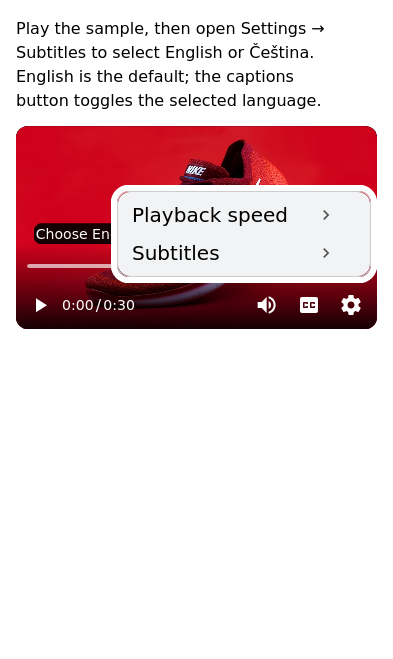 Play the sample, then open Settings →
Subtitles to select English or Čeština.
English is the default; the captions
button toggles the selected language.
NIKE
Playback speed
Choose En
Subtitles
0:00/0:30
CC